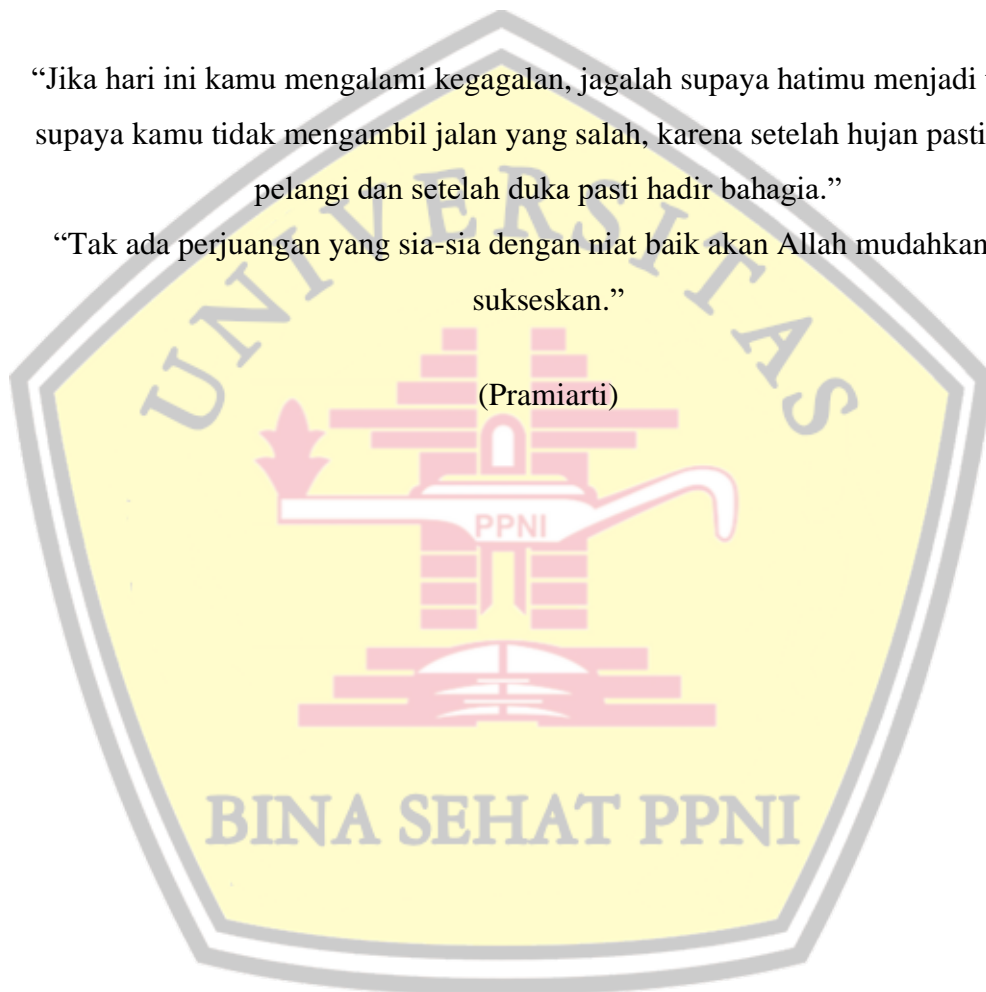 “Jika hari ini kamu mengalami kegagalan, jagalah supaya hatimu menjadi
supaya kamu tidak mengambil jalan yang salah, karena setelah hujan pasti
pelangi dan setelah duka pasti hadir bahagia.”
“Tak ada perjuangan yang sia-sia dengan niat baik akan Allah mudahkan
sukseskan.”
(Pramiarti)
UNIVERSITAS
PPNI
BINA SEHAT PPNI